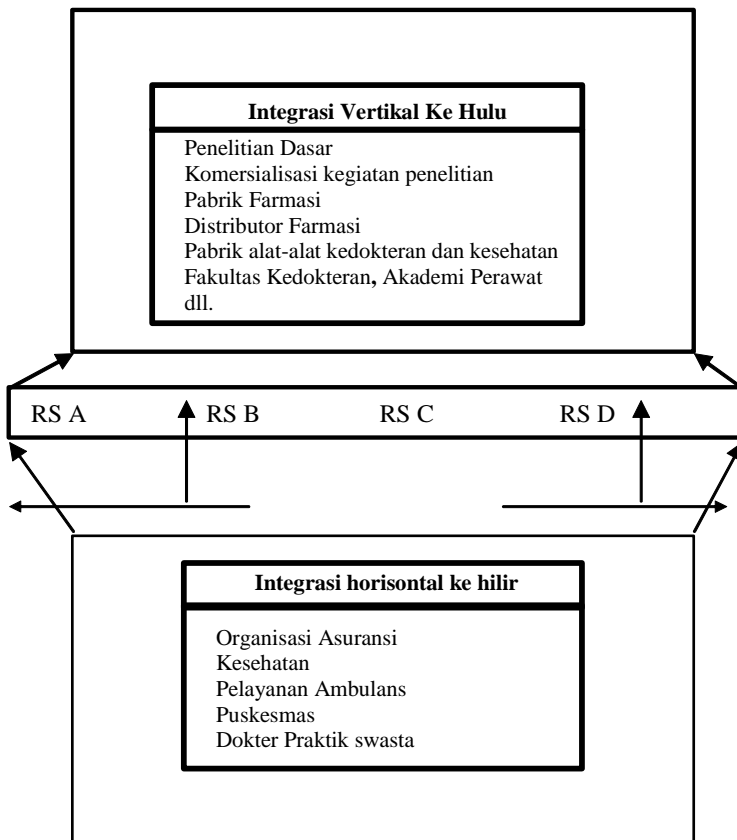 Integrasi Vertikal Ke Hulu
Penelitian Dasar
Komersialisasi kegiatan penelitian
Pabrik Farmasi
Distributor Farmasi
Pabrik alat-alat kedokteran dan kesehatan
Fakultas Kedokteran, Akademi Perawat
dll.
RS A RS B RS C RS D
Integrasi horisontal ke hilir
Organisasi Asuransi
Kesehatan
Pelayanan Ambulans
Puskesmas
Dokter Praktik swasta